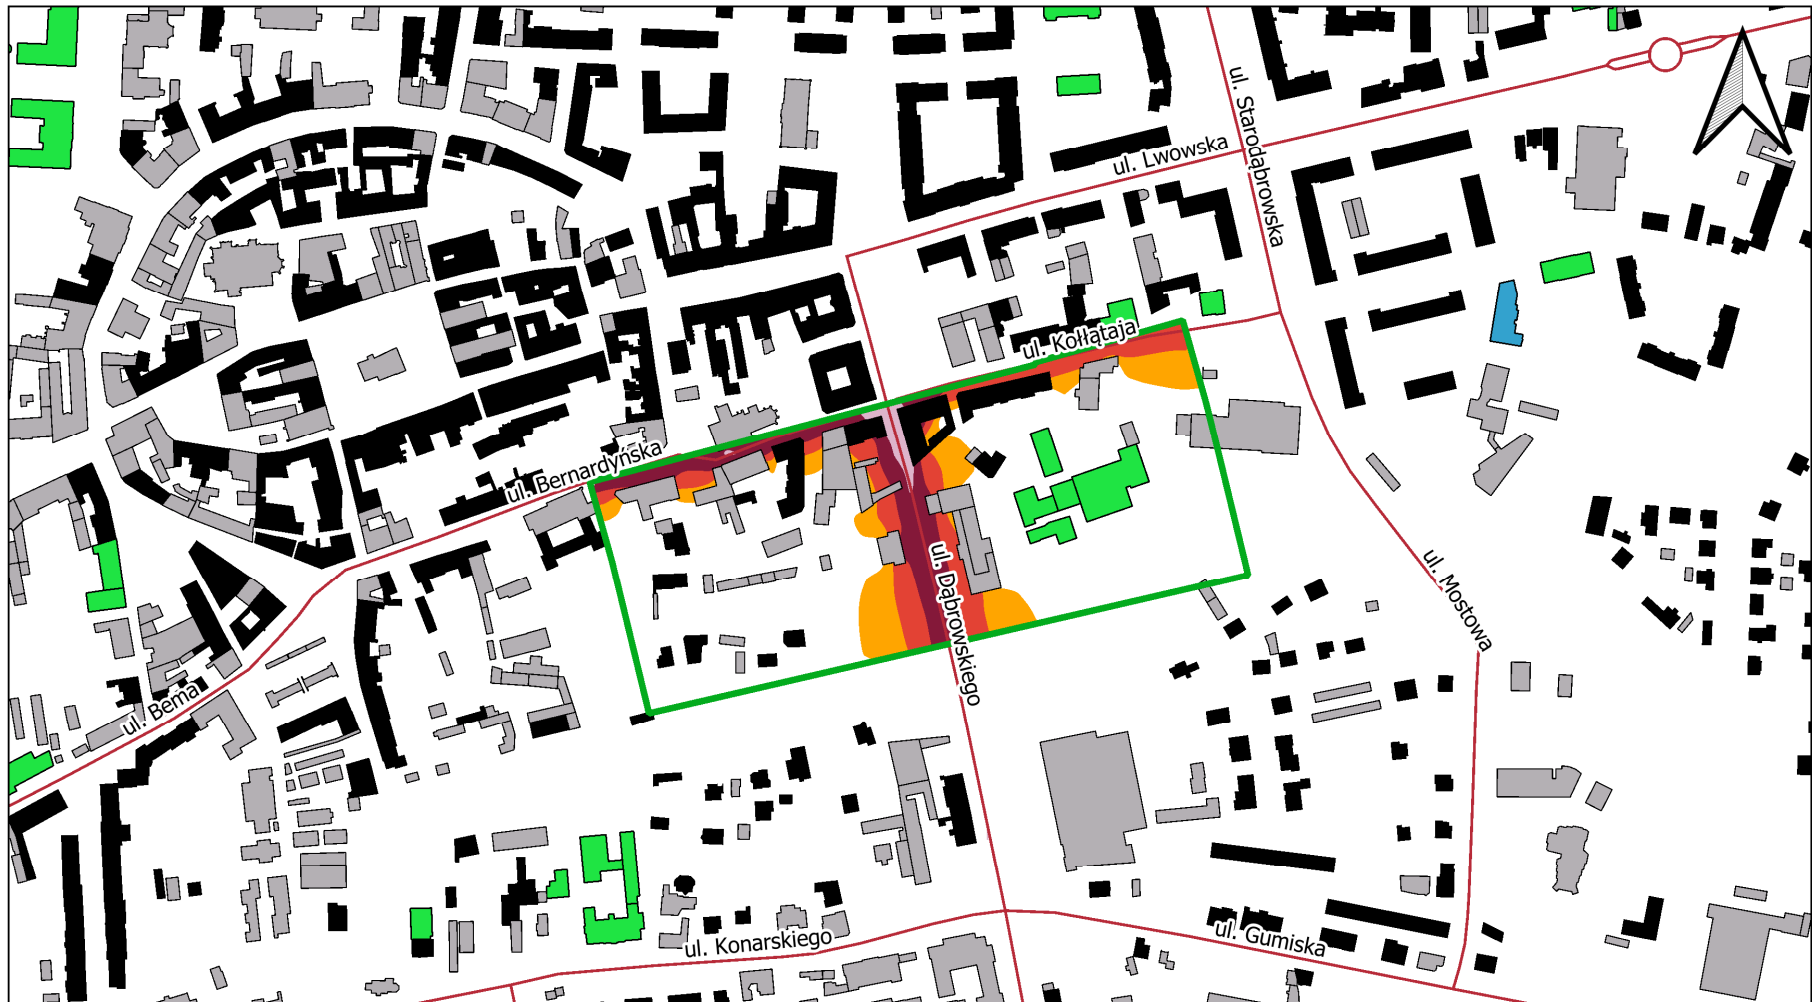 ul. Starodąbrowska
ul. Lwowska
ul. Kołłątaja
ul. Bernardyńska
ul. Dąbrowskiego
ul. Mostowa
ul. Bema
ul. Konarskiego
ul. Gumiska